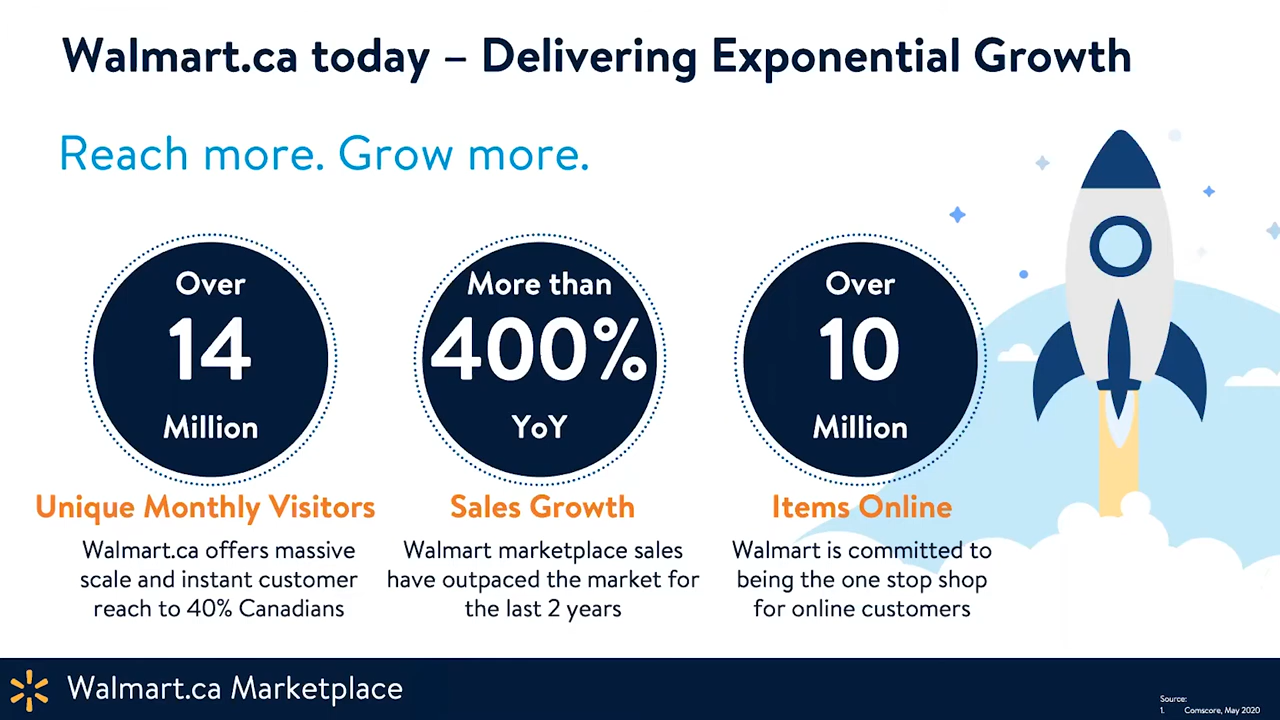 Walmart.ca today – Delivering Exponential Growth
Reach more. Grow more.
Over
14
Million
Unique Monthly Visitors
Walmart.ca offers massive
scale and instant customer
reach to 40% Canadians
More than
400%
YoY
Sales Growth
Walmart marketplace sales
have outpaced the market for
the last 2 years
Over
10
Million
Items Online
Walmart is committed to
being the one stop shop
for online customers
Walmart.ca Marketplace
Source:
1. Comscore, May 2020